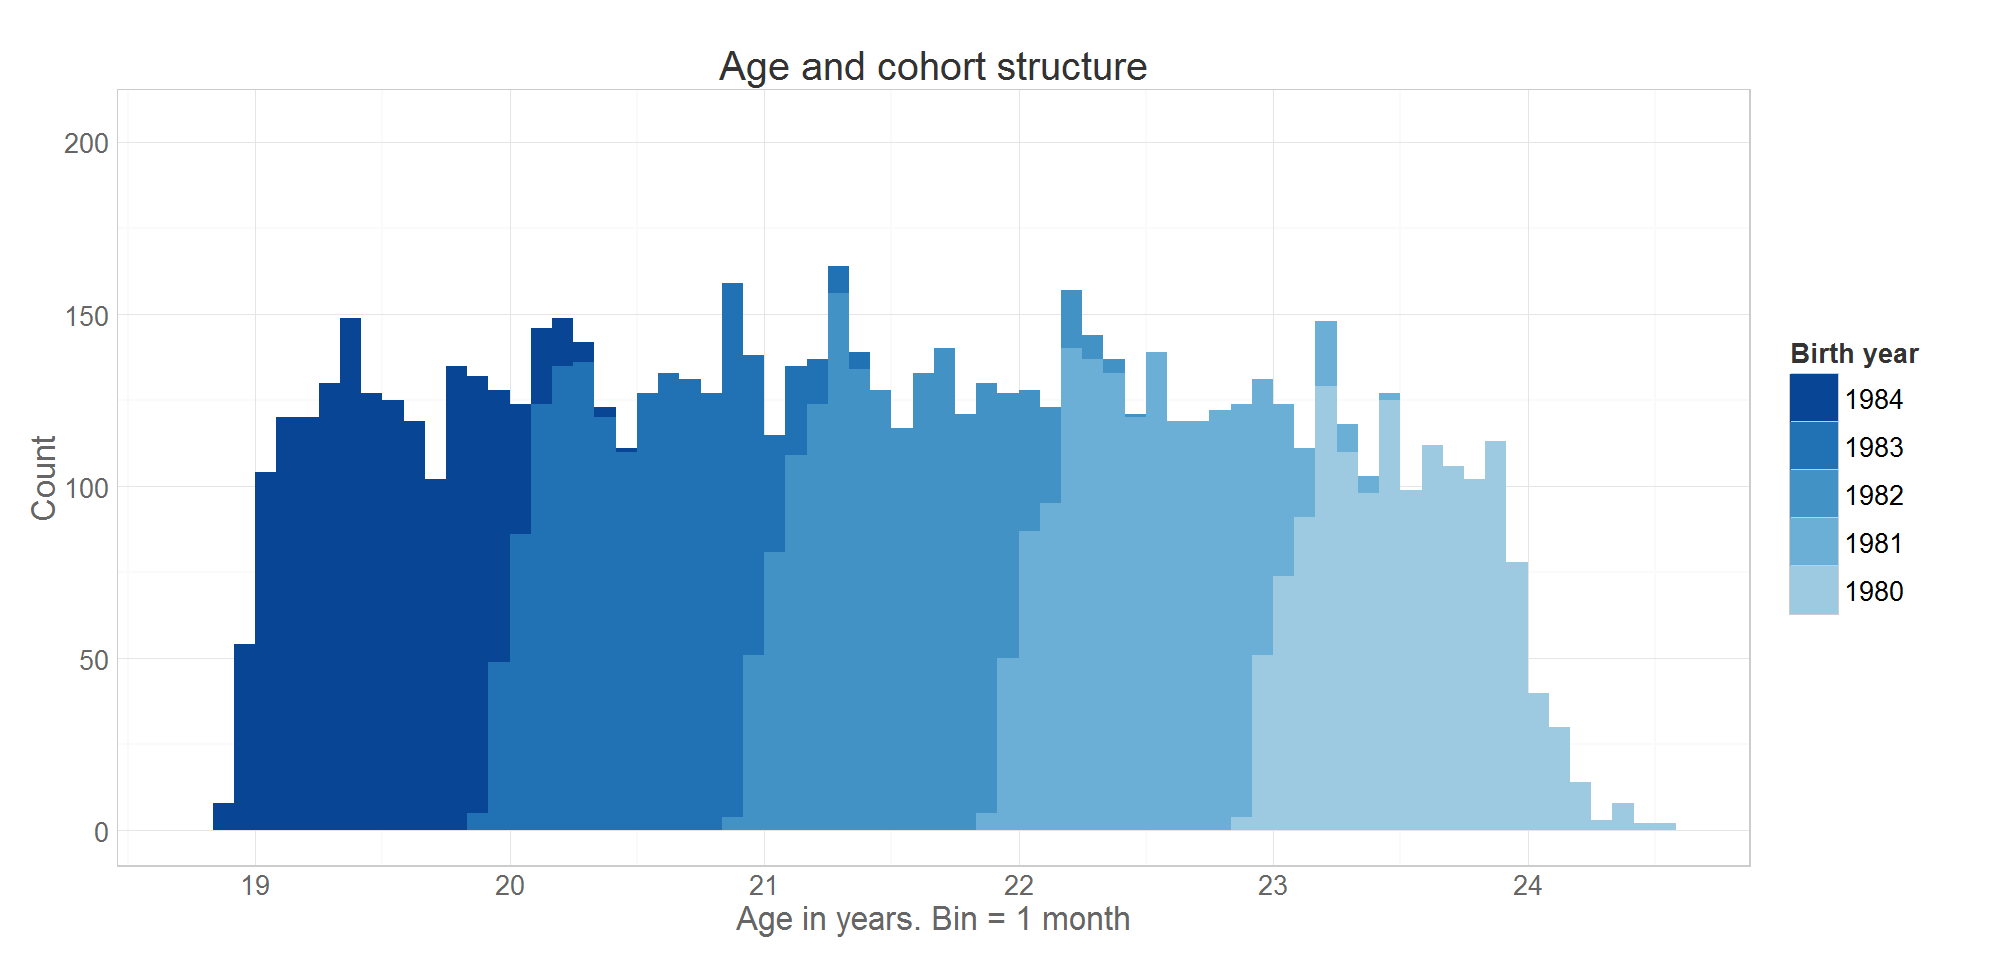 Age and cohort structure
200
150
100
50
0
Count
19 20 21 22 23 24
Age in years. Bin = 1 month
Birth year
1984
1983
1982
1981
1980